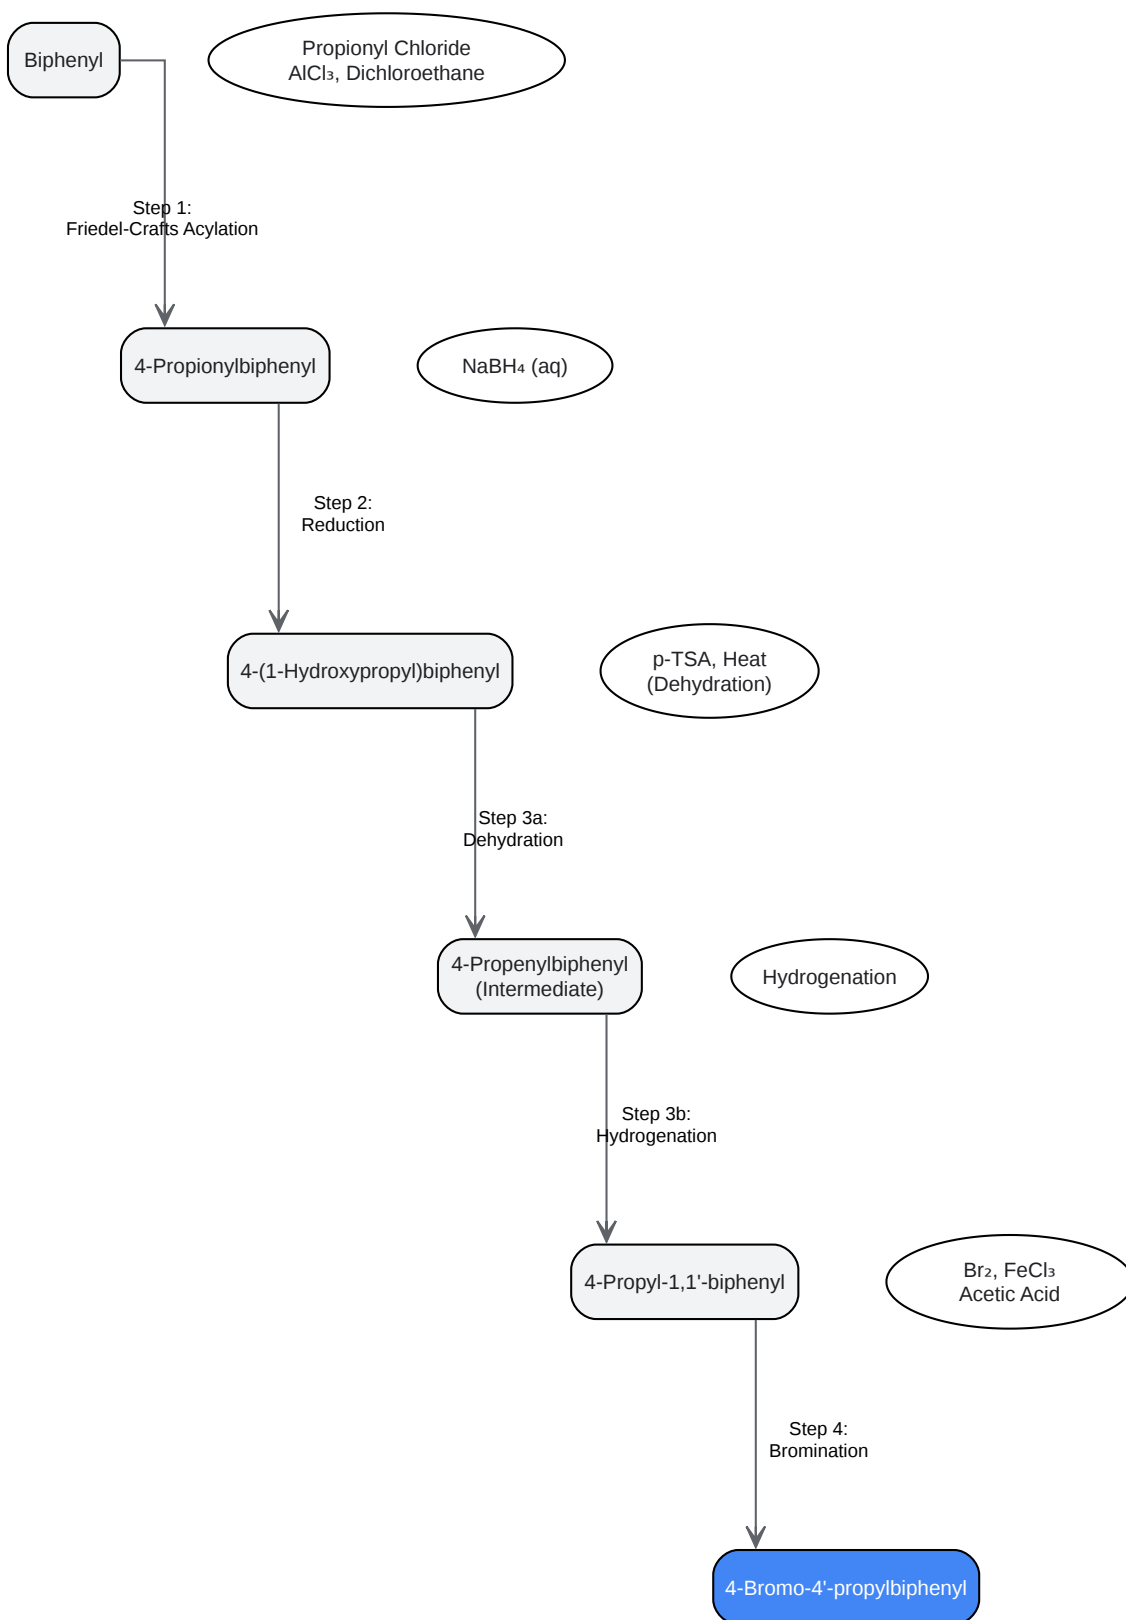 Biphenyl
Propionyl Chloride
AlCl₃, Dichloroethane
Step 1:
Friedel-Crafts Acylation
4-Propionylbiphenyl
NaBH₄ (aq)
Step 2:
Reduction
4-(1-Hydroxypropyl)biphenyl
p-TSA, Heat
(Dehydration)
Step 3a:
Dehydration
4-Propenylbiphenyl
(Intermediate)
Hydrogenation
Step 3b:
Hydrogenation
4-Propyl-1,1'-biphenyl
Br₂, FeCl₃
Acetic Acid
Step 4:
Bromination
4-Bromo-4'-propylbiphenyl